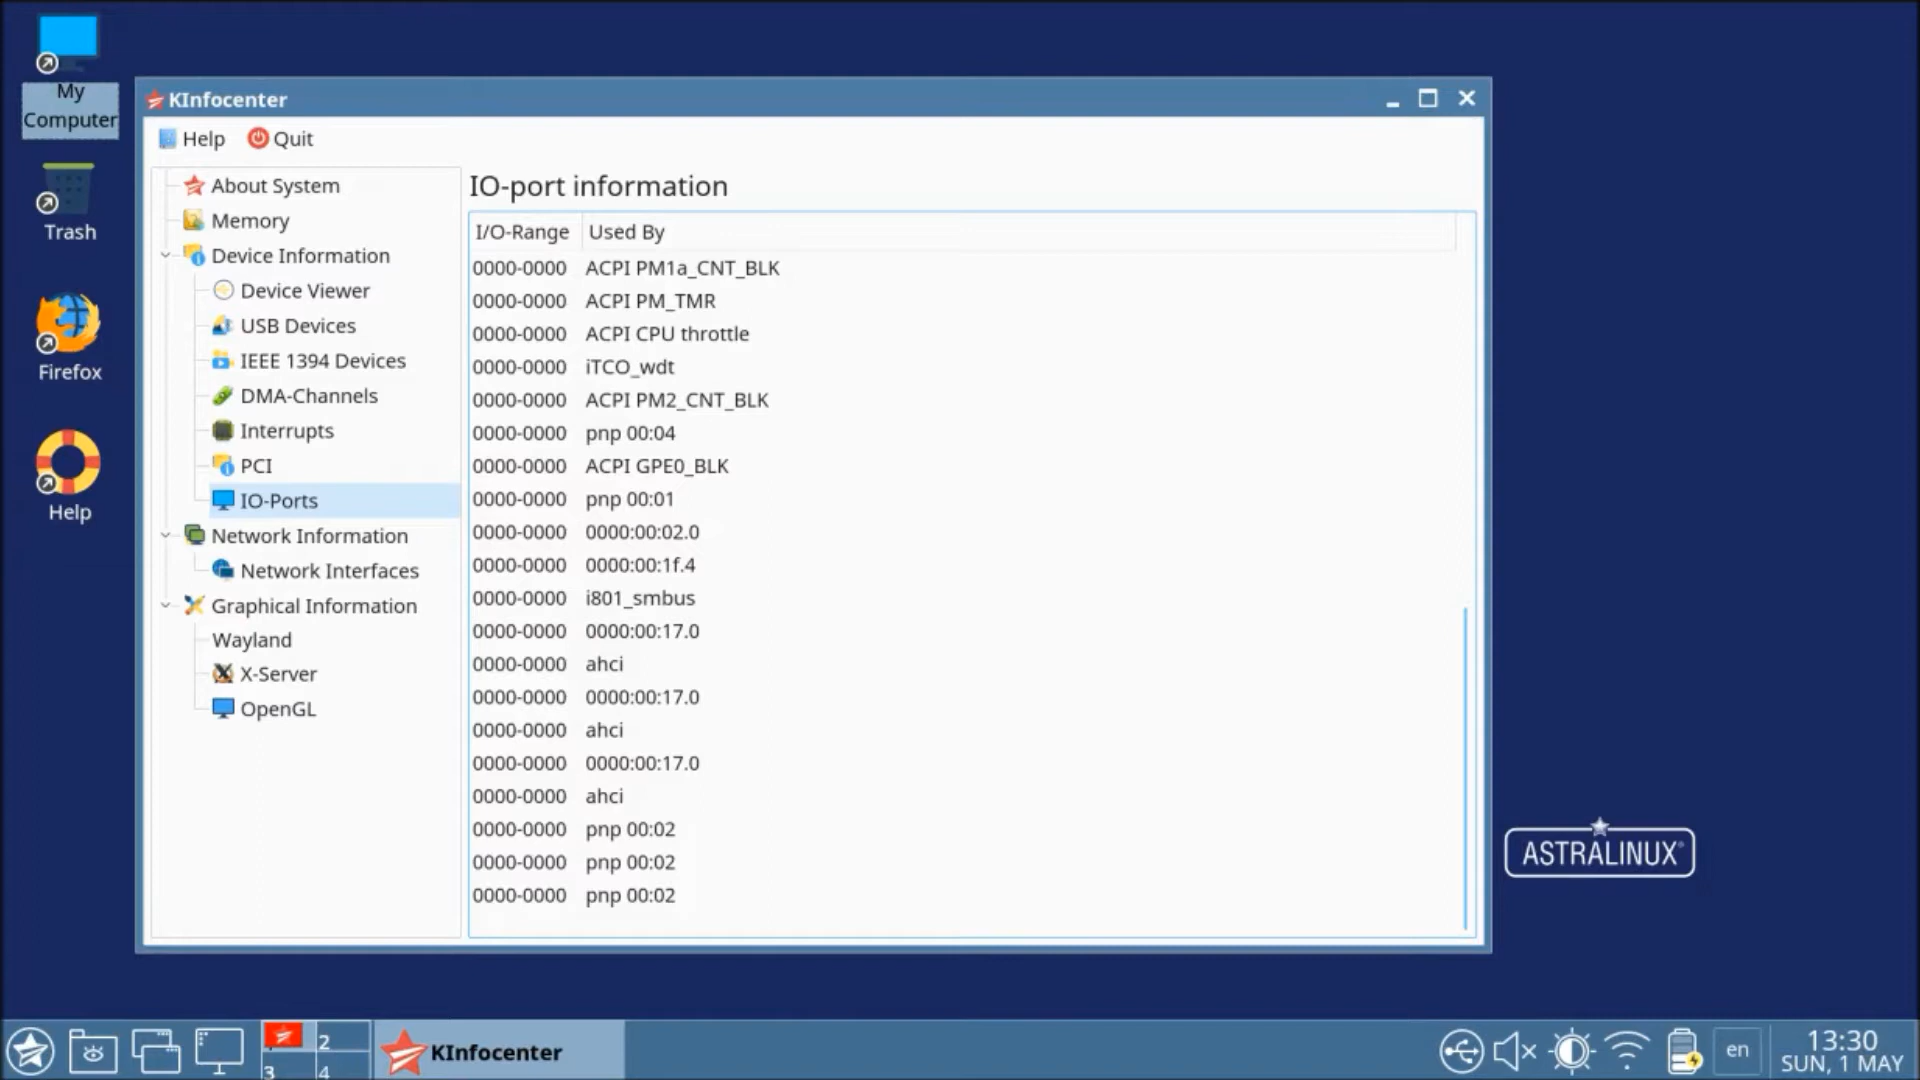 My
Computer
Trash
Firefox
Help
KInfocenter
Help Quit
About System
Memory
Device Information
Device Viewer
USB Devices
IEEE 1394 Devices
DMA-Channels
Interrupts
PCI
IO-Ports
Network Information
Network Interfaces
Graphical Information
Wayland
X-Server
OpenGL
IO-port information
I/O-Range Used By
0000-0000 ACPI PM1a_CNT_BLK
0000-0000 ACPI PM_TMR
0000-0000 ACPI CPU throttle
0000-0000 iTCO_wdt
0000-0000 ACPI PM2_CNT_BLK
0000-0000 pnp 00:04
0000-0000 ACPI GPE0_BLK
0000-0000 pnp 00:01
0000-0000 0000:00:02.0
0000-0000 0000:00:1f.4
0000-0000 i801_smbus
0000-0000 0000:00:17.0
0000-0000 ahci
0000-0000 0000:00:17.0
0000-0000 ahci
0000-0000 0000:00:17.0
0000-0000 ahci
0000-0000 pnp 00:02
0000-0000 pnp 00:02
0000-0000 pnp 00:02
ASTRALINUX®
2
3 4
KInfocenter
en
13:30
SUN, 1 MAY